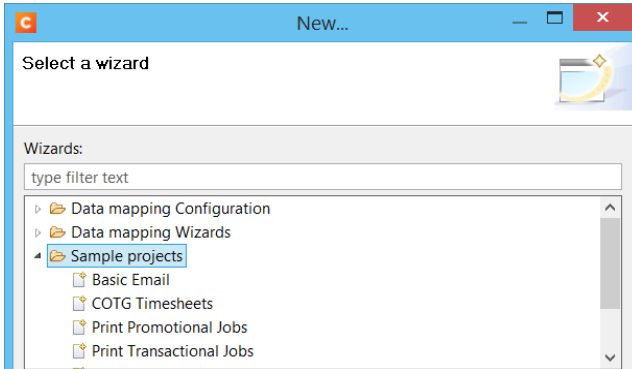 C
New...
Select a wizard
Wizards:
type filter text
Data mapping Configuration
Data mapping Wizards
Sample projects
Basic Email
COTG Timesheets
Print Promotional Jobs
Print Transactional Jobs